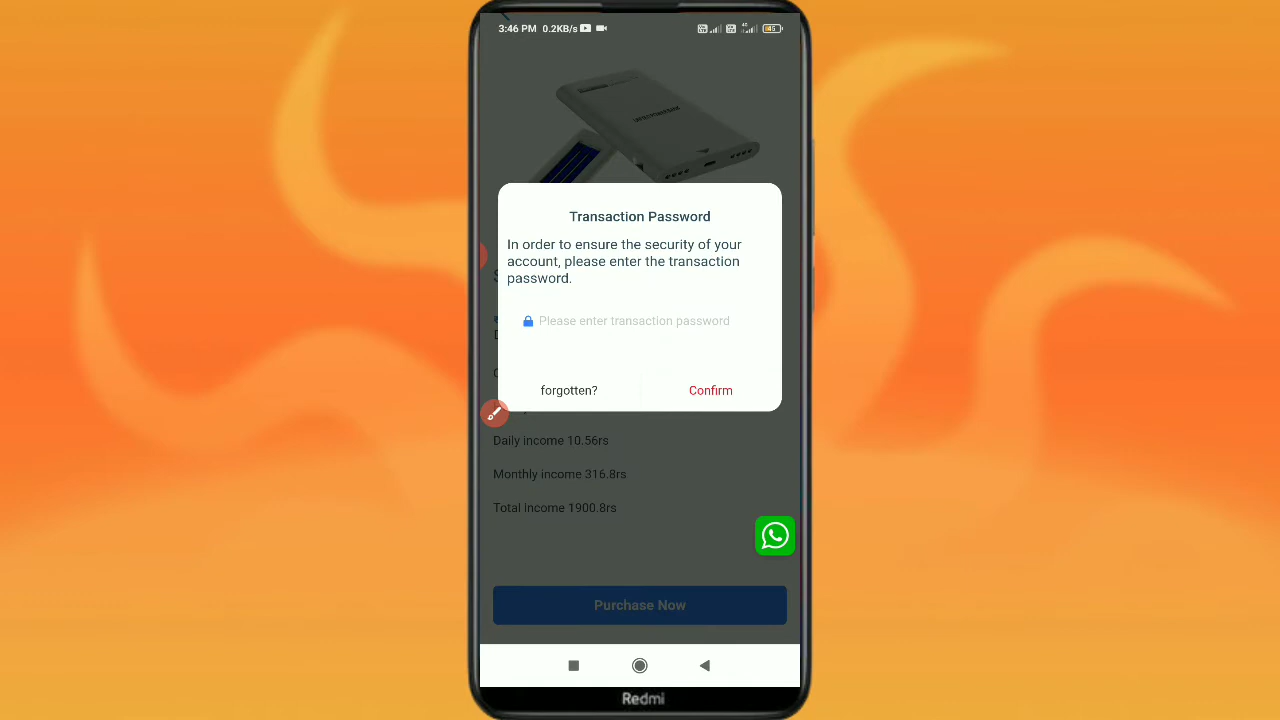 3:46 PM 0.2KB/s
45
Transaction Password
In order to ensure the security of your
account, please enter the transaction
password.
Please enter transaction password
forgotten?
Confirm
Daily income 10.56rs
Monthly income 316.8rs
Total Income 1900.8rs
Purchase Now
Redmi